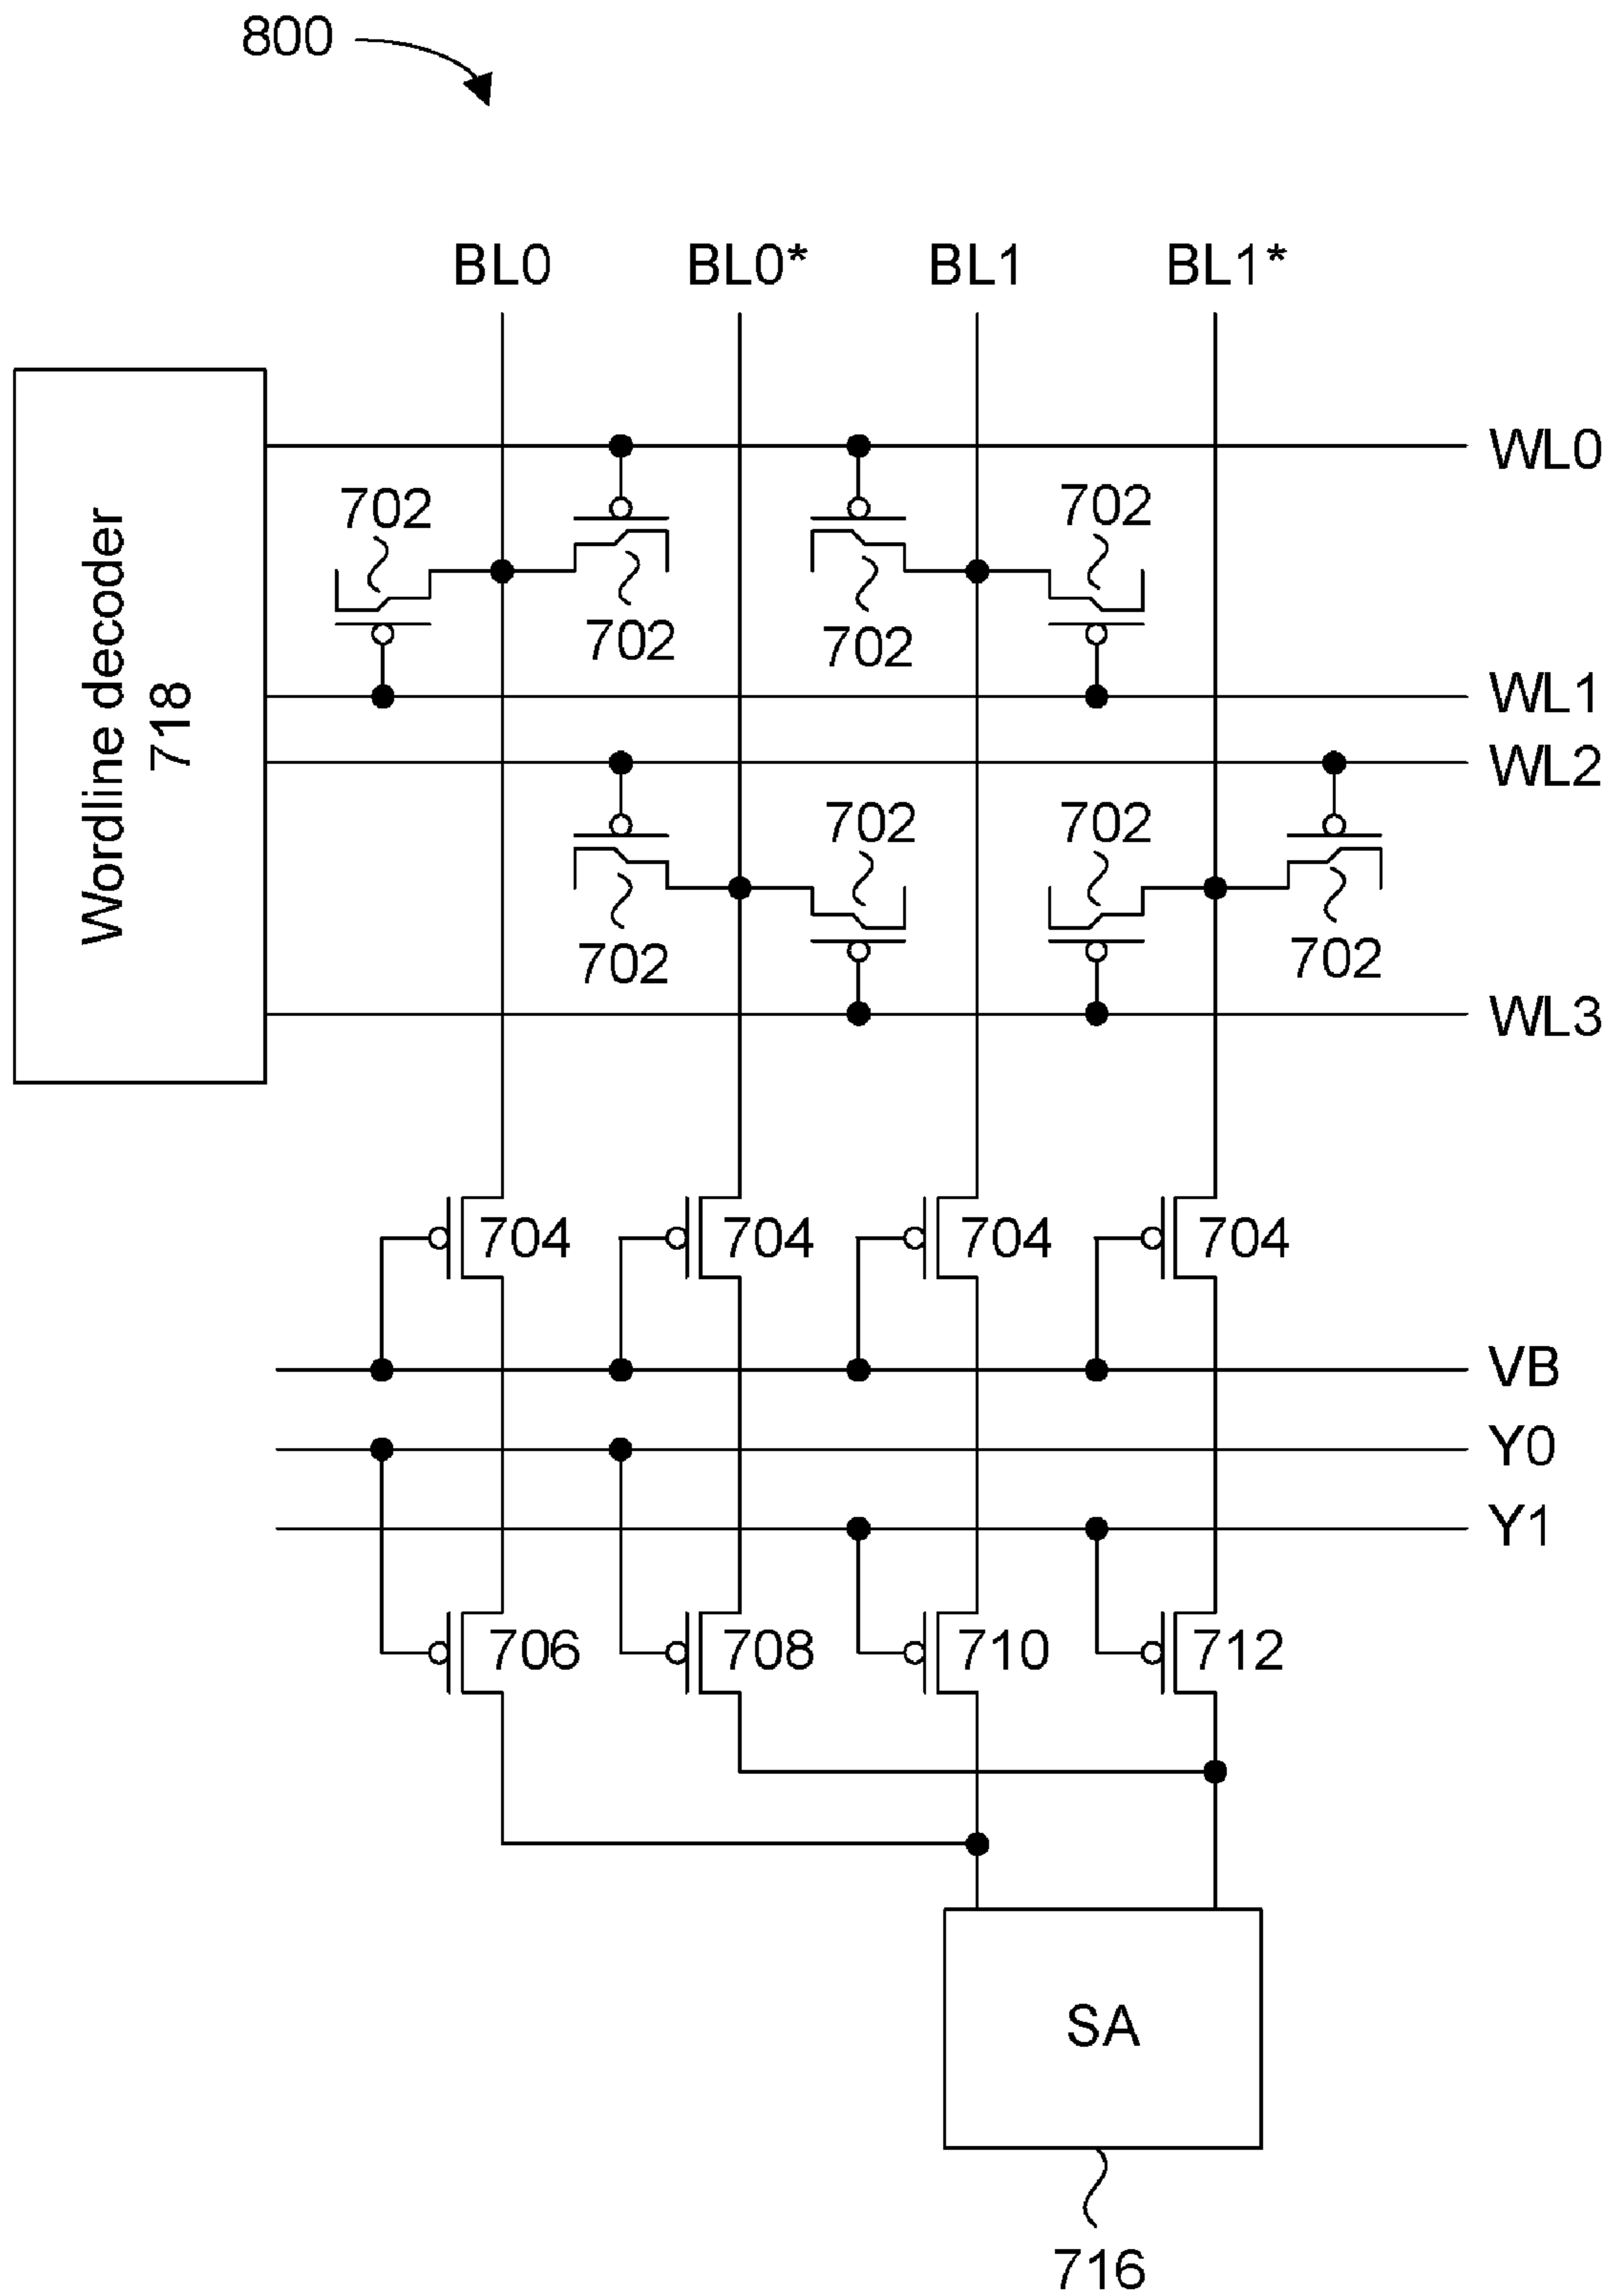 800
BL0 BL0* BL1 BL1*
WL0
702 702
702 702
Wordline decoder
718
WL1
WL2
702 702
702 702
WL3
704 704 704 704
VB
Y0
Y1
706 708 710 712
SA
716